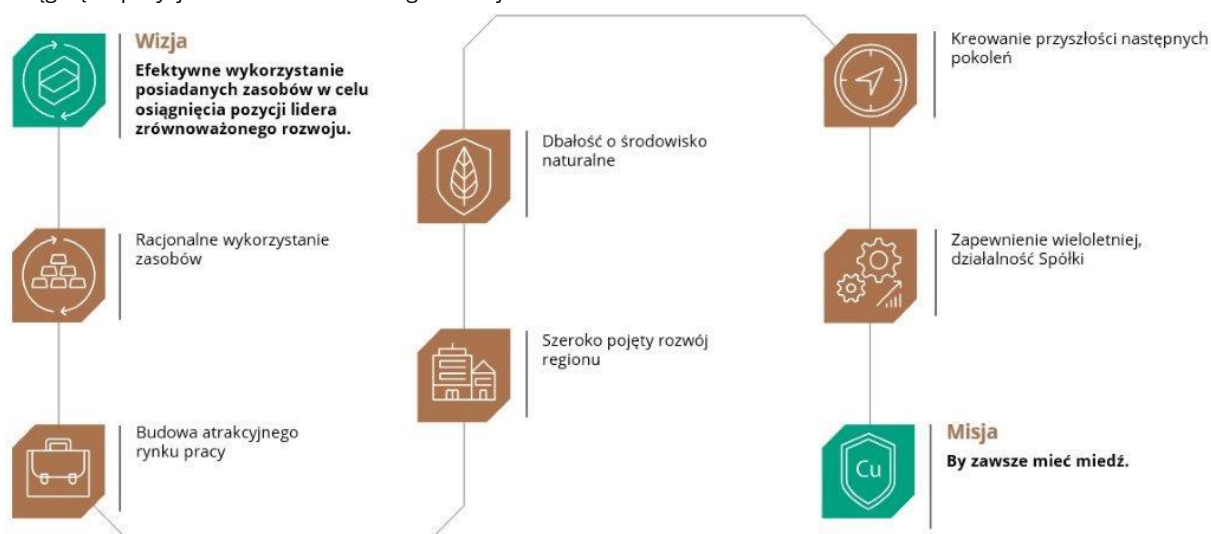 Wizja
Efektywne wykorzystanie
posiadanych zasobów w celu
osiągnięcia pozycji lidera
zrównoważonego rozwoju.
Racjonalne wykorzystanie
zasobów
Budowa atrakcyjnego
rynku pracy
Dbałość o środowisko
naturalne
Szeroko pojęty rozwój
regionu
Kreowanie przyszłości następnych
pokoleń
Zapewnienie wieloletniej,
działalność Spółki
Cu
Misja
By zawsze mieć miedź.